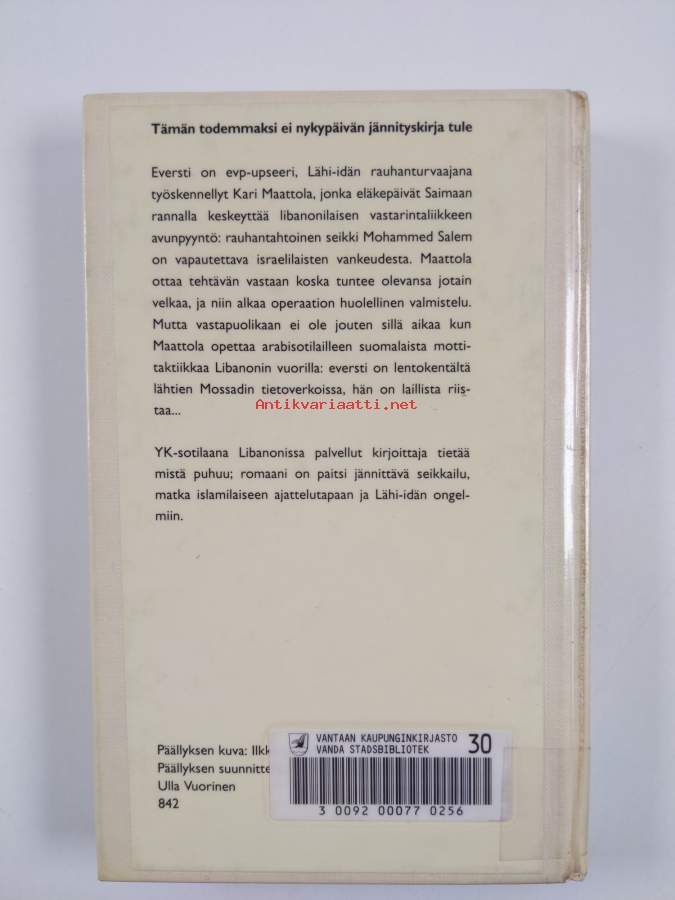 Tämän todemmaksi ei nykypäivän jännityskirja tule
Eversti on evp-upseeri, Lähi-idän rauhanturvaajana
työskennellyt Kari Maattola, jonka eläkepäivät Saimaan
rannalla keskeyttää libanonilaisen vastarintaliikkeen
avunpyyntö: rauhantahtoinen seikki Mohammed Salem
on vapautettava israelilaisten vankeudesta. Maattola
ottaa tehtävän vastaan koska tuntee olevansa jotain
velkaa, ja niin alkaa operaation huolellinen valmistelu.
Mutta vastapuolikaan ei ole jouten sillä aikaa kun
Maattola opettaa arabisotilailleen suomalaista motti-
taktiikkaa Libanonin vuorilla: eversti on lentokentältä
lähtien Mossadin tietoverkoissa, hän on laillista riis-
taa...
Antikvariaatti.net
YK-sotilaana Libanonissa palvellut kirjoittaja tietää
mistä puhuu; romaani on paitsi jännittävä seikkailu,
matka islamilaiseen ajattelutapaan ja Lähi-idän ongel-
miin.
Päällyksen kuva: Ilkk
Päällyksen suunnitte
Ulla Vuorinen
842
VANTAAN KAUPUNGINKIRJASTO 30
VANDA STADSBIBLIOTEK
3 0092 00077 0256